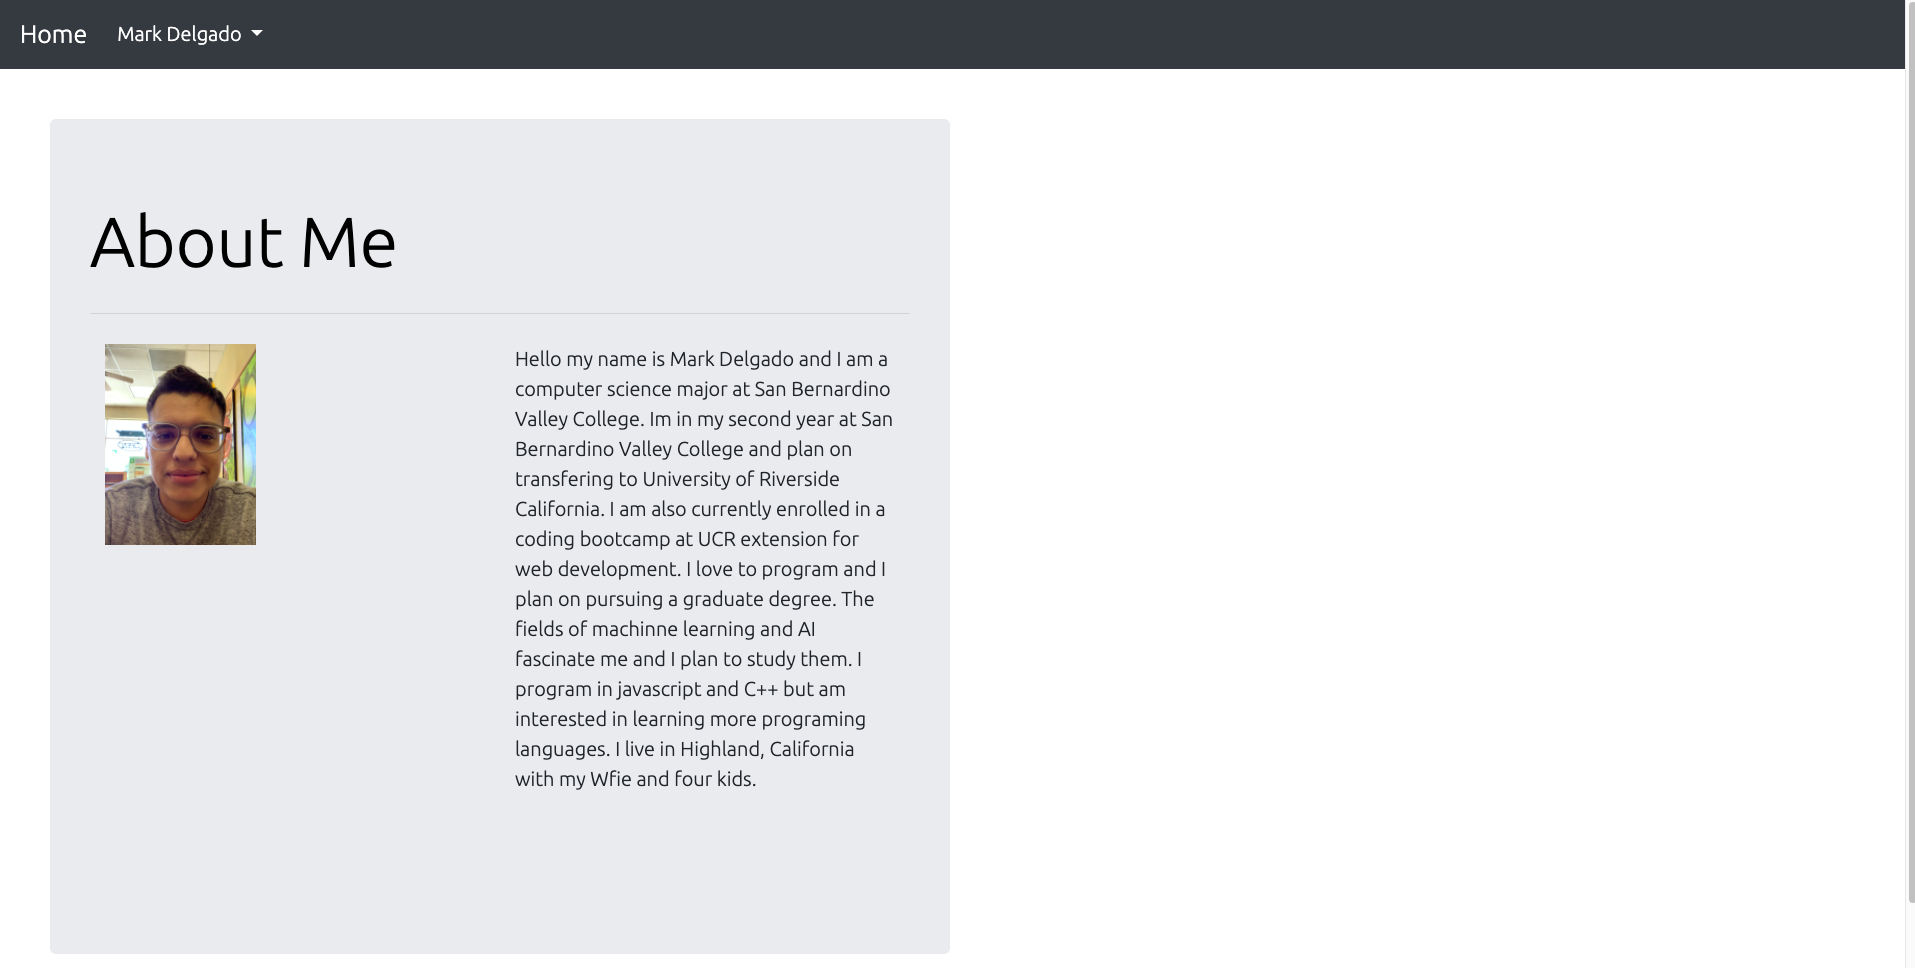 Home
Mark Delgado
About Me
Hello my name is Mark Delgado and I am a
computer science major at San Bernardino
Valley College. Im in my second year at San
Bernardino Valley College and plan on
transfering to University of Riverside
California. I am also currently enrolled in a
coding bootcamp at UCR extension for
web development. I love to program and I
plan on pursuing a graduate degree. The
fields of machinne learning and AI
fascinate me and I plan to study them. I
program in javascript and C++ but am
interested in learning more programing
languages. I live in Highland, California
with my Wfie and four kids.